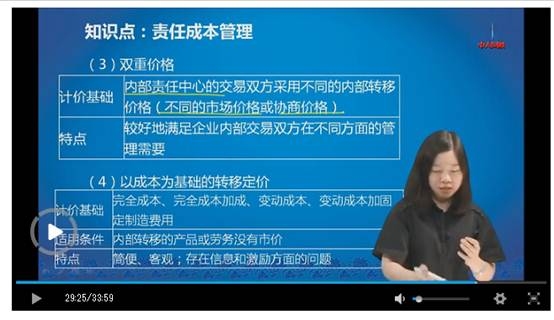 知识点：责任成本管理
（3）双重价格
计价基础
内部责任中心的交易双方采用不同的内部转移
价格（不同的市场价格或协商价格）。
特点
较好地满足企业内部交易双方在不同方面的管
理需要
（4）以成本为基础的转移定价
计价基础
完全成本、完全成本加成、变动成本、变动成本加固
定制造费用
适用条件
内部转移的产品或劳务没有市价
特点
简便、客观；存在信息和激励方面的问题
29:25/33:59